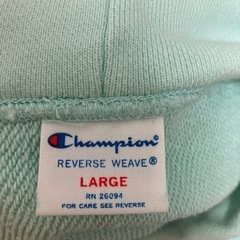 Champion®
REVERSE WEAVE®
LARGE
RN 26094
FOR CARE SEE REVERSE